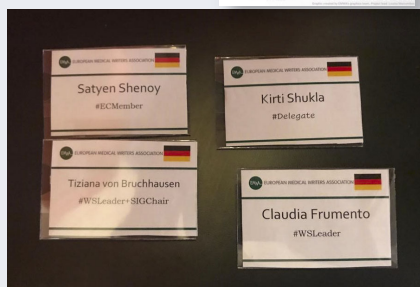 EUROPEAN MEDICAL WRITERS ASSOCIATION
Satyen Shenoy
#ECMember
EUROPEAN MEDICAL WRITERS ASSOCIATION
Kirti Shukla
#Delegate
EUROPEAN MEDICAL WRITERS ASSOCIATION
Tiziana von Bruchhausen
#WSLeader+SIGChair
EUROPEAN MEDICAL WRITERS ASSOCIATION
Claudia Frumento
#WSLeader